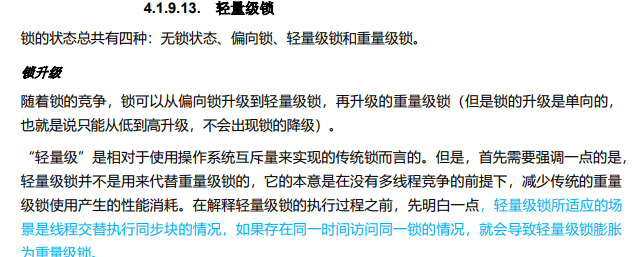 4.1.9.13. 轻量级锁
锁的状态总共有四种：无锁状态、偏向锁、轻量级锁和重量级锁。
锁升级
随着锁的竞争，锁可以从偏向锁升级到轻量级锁，再升级的重量级锁（但是锁的升级是单向的，
也就是说只能从低到高升级，不会出现锁的降级）。
“轻量级”是相对于使用操作系统互斥量来实现的传统锁而言的。但是，首先需要强调一点的是，
轻量级锁并不是用来代替重量级锁的，它的本意是在没有多线程竞争的前提下，减少传统的重量
级锁使用产生的性能消耗。在解释轻量级锁的执行过程之前，先明白一点，轻量级锁所适应的场
景是线程交替执行同步块的情况，如果存在同一时间访问同一锁的情况，就会导致轻量级锁膨胀
为重量级锁。